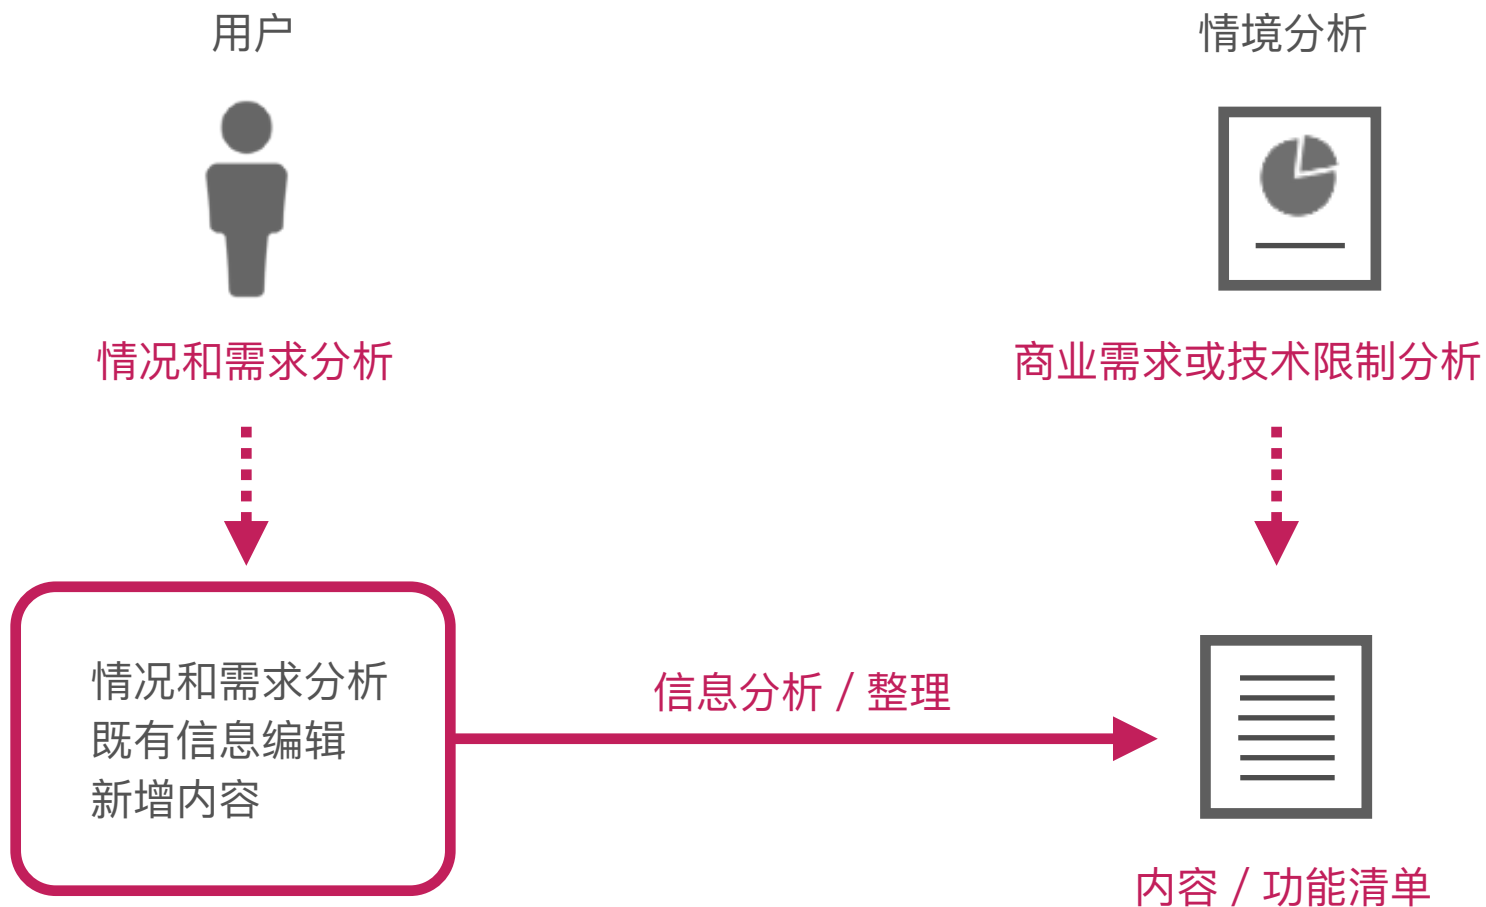 用户
情境分析
情况和需求分析
商业需求或技术限制分析
情况和需求分析
既有信息编辑
新增内容
信息分析 / 整理
内容 / 功能清单